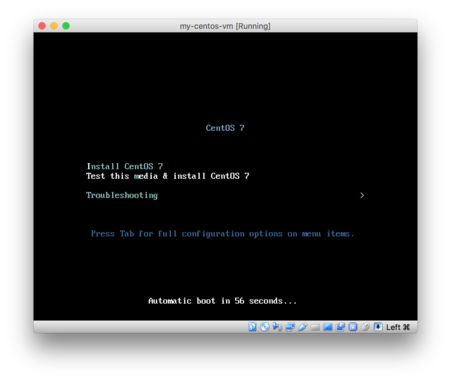 my-centos-vm [Running]
CentOS 7
Install CentOS 7
Test this media & install CentOS 7
Troubleshooting >
Press Tab for full configuration options on menu items.
Automatic boot in 56 seconds...
Left ⌘